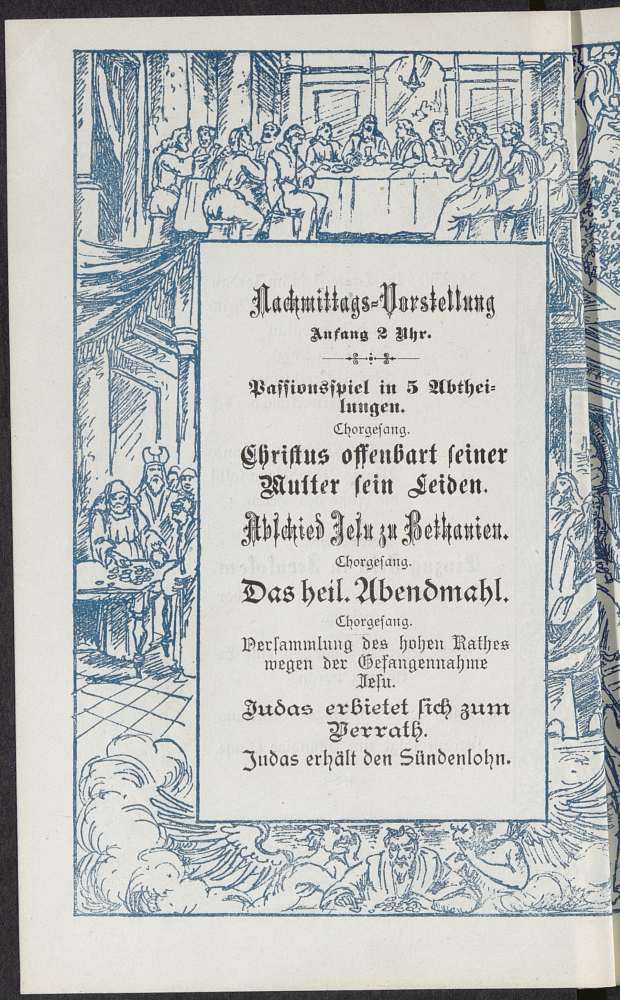 Nachmittags-Vorstellung
Anfang 2 Uhr.
Passionsspiel in 5 Abthei-
lungen.
Chorgesang.
Christus offenbart seiner
Mutter sein Leiden.
Abschied Jesu zu Bethanien.
Chorgesang.
Das heil. Abendmahl.
Chorgesang.
Versammlung des hohen Rathes
wegen der Gefangennahme
Jesu.
Judas erbietet sich zum
Verrath.
Judas erhält den Sündenlohn.